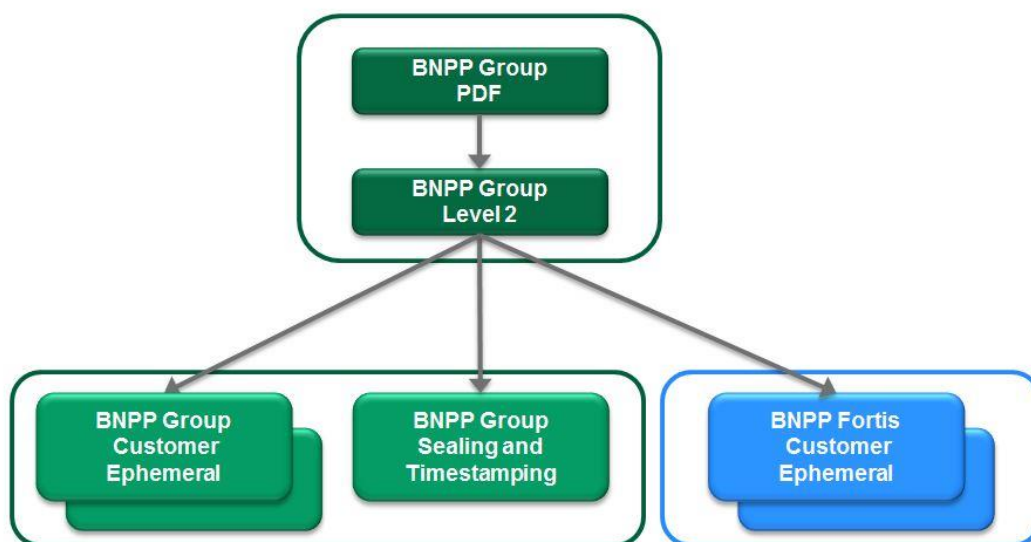 BNPP Group
PDF
BNPP Group
Level 2
BNPP Group
Customer
Ephemeral
BNPP Group
Sealing and
Timestamping
BNPP Fortis
Customer
Ephemeral